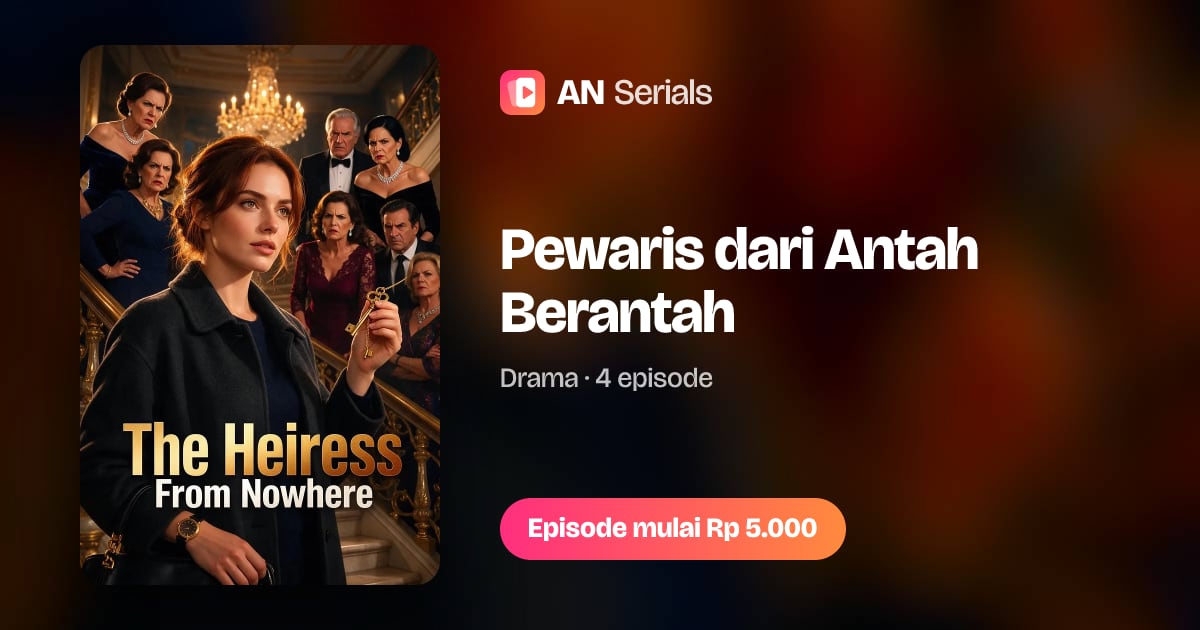 The Heiress
From Nowhere
AN Serials
Pewaris dari Antah
Berantah
Drama · 4 episode
Episode mulai Rp 5.000